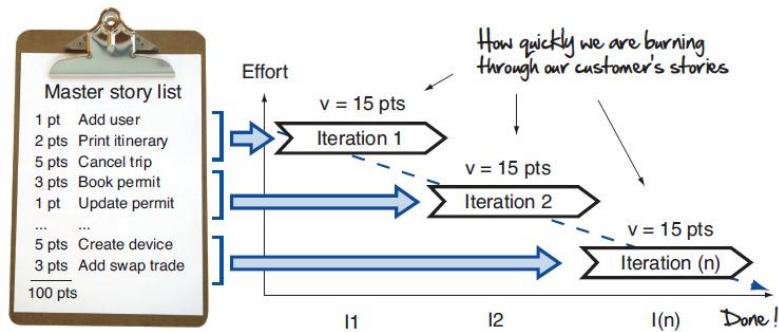 Master story list
1 pt Add user
2 pts Print itinerary
5 pts Cancel trip
3 pts Book permit
1 pt Update permit
... ...
5 pts Create device
3 pts Add swap trade
100 pts
How quickly we are burning
through our customer's stories
Effort
v = 15 pts
Iteration 1
v = 15 pts
Iteration 2
v = 15 pts
Iteration (n)
I1
I2
I(n)
Done!